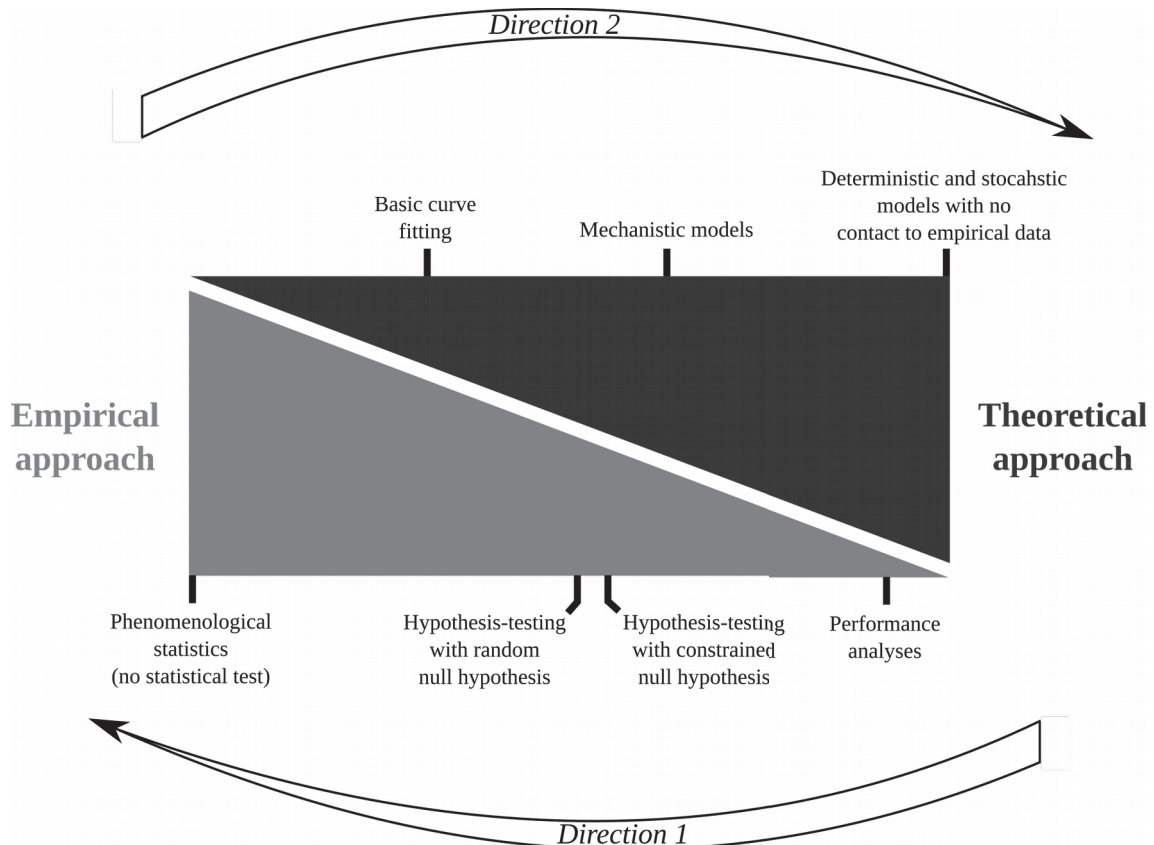 Direction 2
Basic curve
fitting
Mechanistic models
Deterministic and stocahstic
models with no
contact to empirical data
Empirical
approach
Theoretical
approach
Phenomenological
statistics
(no statistical test)
Hypothesis-testing
with random
null hypothesis
Hypothesis-testing
with constrained
null hypothesis
Performance
analyses
Direction 1